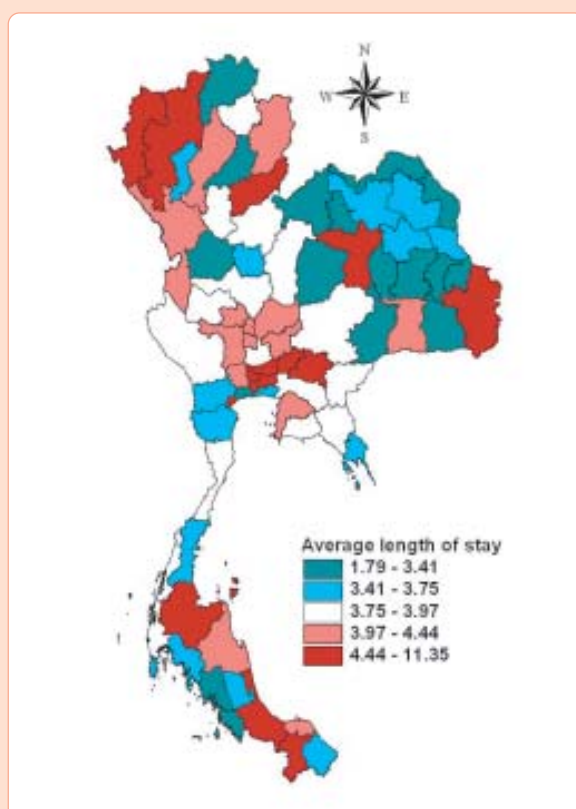 N
W E
S
Average length of stay
1.79 - 3.41
3.41 - 3.75
3.75 - 3.97
3.97 - 4.44
4.44 - 11.35